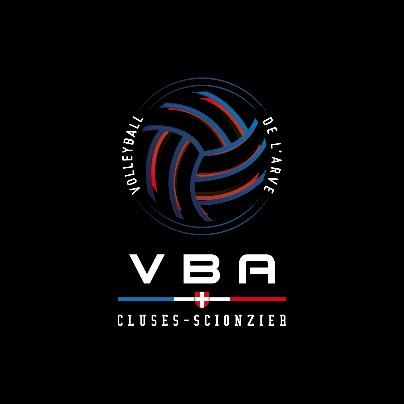 VOLLEYBALL DE L'ARVE
VBA
CLUSES-SCIONZIER